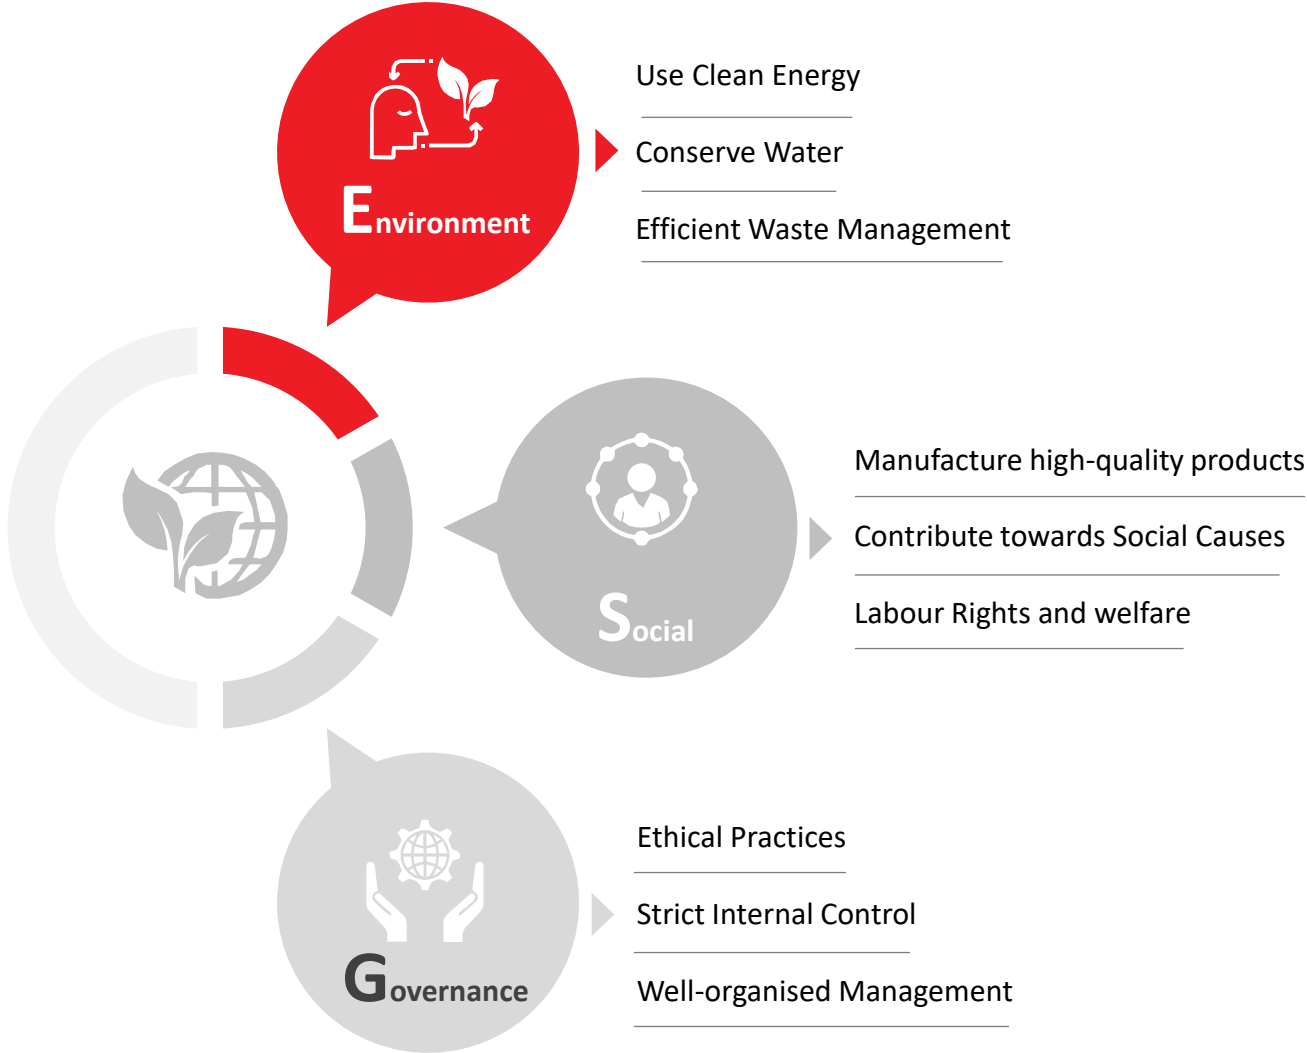 Environment
Use Clean Energy
Conserve Water
Efficient Waste Management
Social
Manufacture high-quality products
Contribute towards Social Causes
Labour Rights and welfare
Governance
Ethical Practices
Strict Internal Control
Well-organised Management